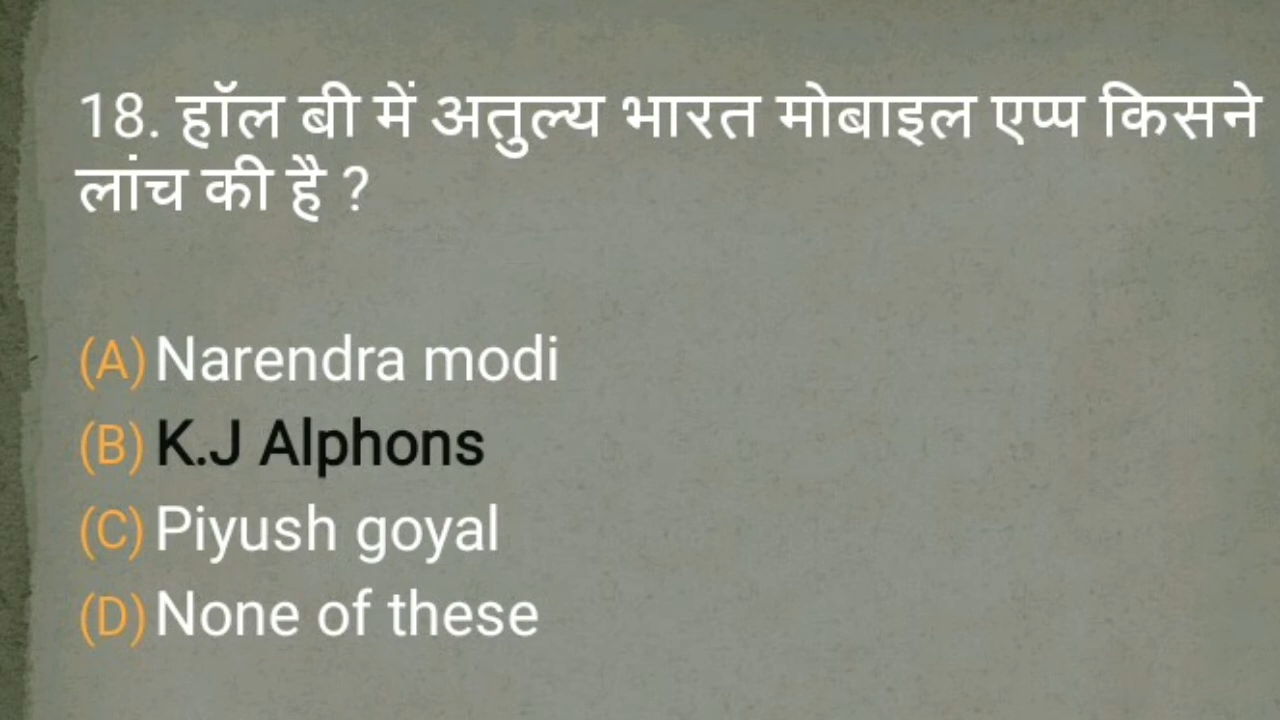 18. हॉल बी में अतुल्य भारत मोबाइल एप्प किसने
लांच की है ?
(A) Narendra modi
(B) K.J Alphons
(C) Piyush goyal
(D) None of these